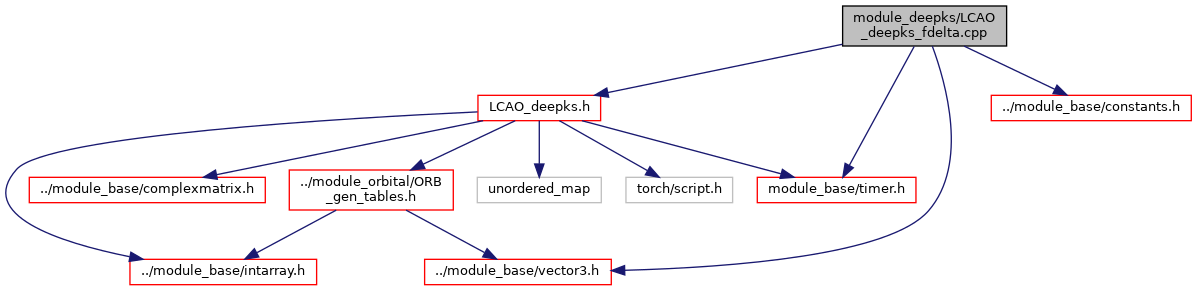 module_deepks/LCAO
_deepks_fdelta.cpp
LCAO_deepks.h
../module_base/constants.h
../module_base/complexmatrix.h
../module_orbital/ORB
_gen_tables.h
unordered_map
torch/script.h
module_base/timer.h
../module_base/intarray.h
../module_base/vector3.h